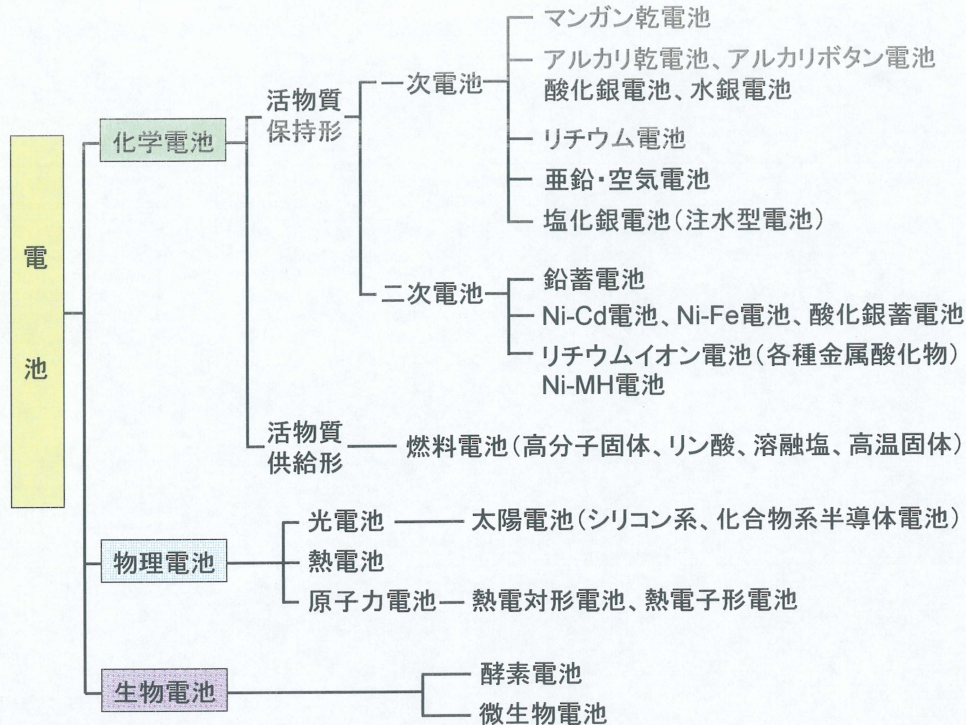 電池
化学電池
活物質
保持形
一次電池
マンガン乾電池
アルカリ乾電池、アルカリボタン電池
酸化銀電池、水銀電池
リチウム電池
亜鉛・空気電池
塩化銀電池(注水型電池)
二次電池
鉛蓄電池
Ni-Cd電池、Ni-Fe電池、酸化銀蓄電池
リチウムイオン電池(各種金属酸化物)
Ni-MH電池
活物質
供給形
燃料電池(高分子固体、リン酸、溶融塩、高温固体)
物理電池
光電池
太陽電池(シリコン系、化合物系半導体電池)
熱電池
原子力電池
熱電対形電池、熱電子形電池
生物電池
酵素電池
微生物電池